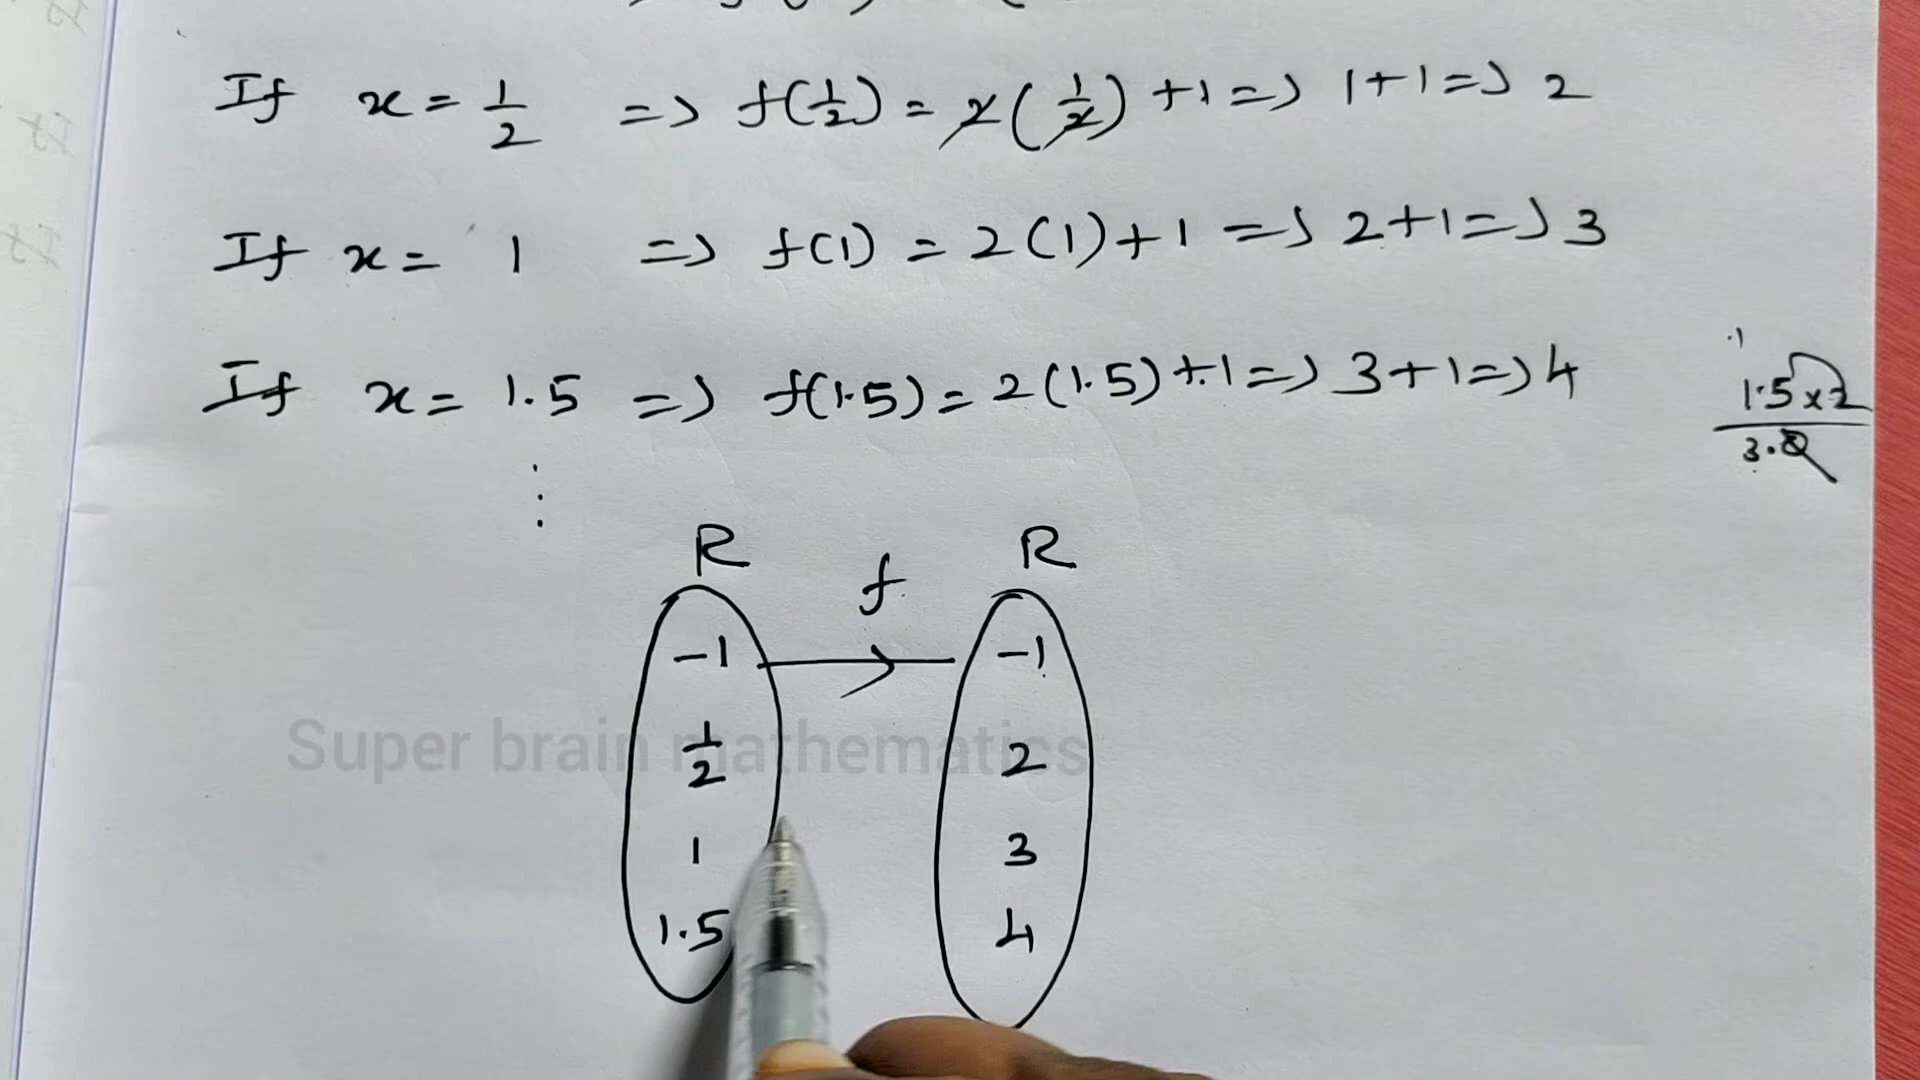 If x = 1/2 => f(1/2) = 2(1/2) + 1 => 1+1 => 2
If x = 1 => f(1) = 2(1)+1 => 2+1 => 3
If x = 1.5 => f(1.5) = 2(1.5)+1 => 3+1 => 4
1.5x2
3.0
⋮
R f R
-1 -1
1/2 2
1 3
1.5 4
Super brain mathematics